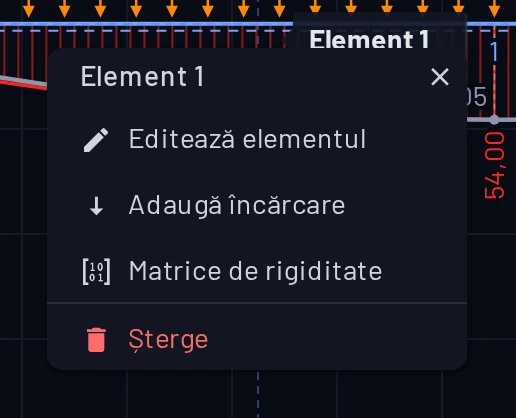 Element 1
1
Element 1
05
Editează elementul
54,00
Adaugă încărcare
Matrice de rigiditate
Șterge